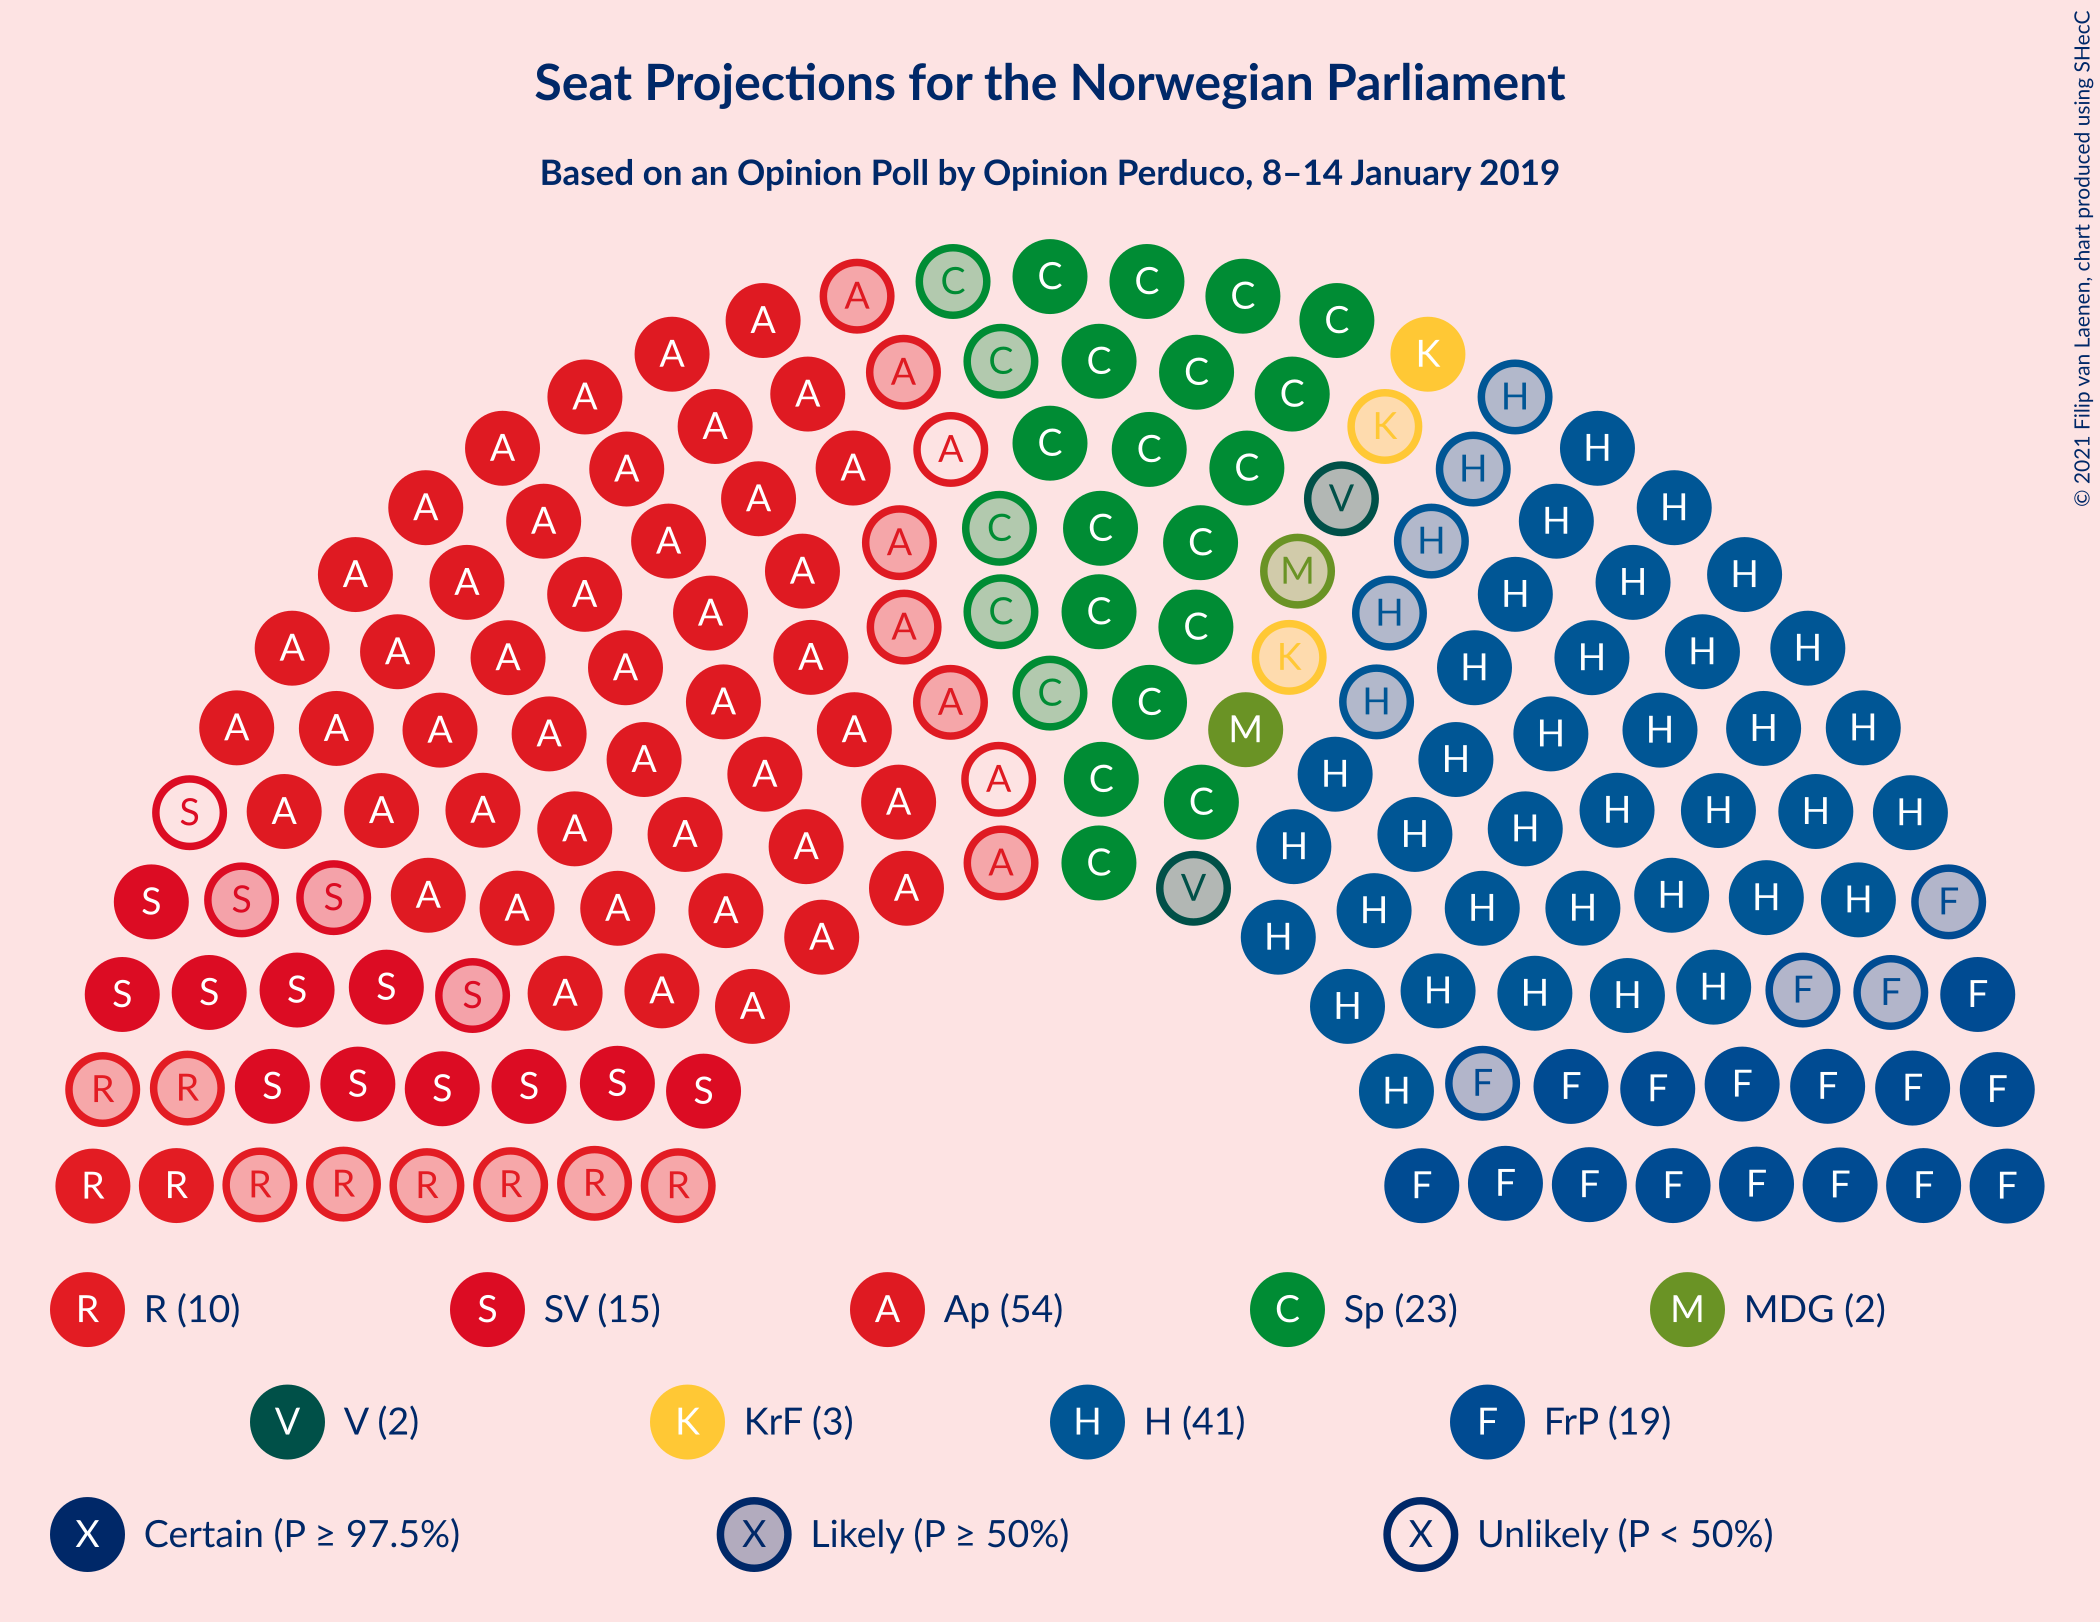 © 2021 Filip van Laenen, chart produced using SHecC
Seat Projections for the Norwegian Parliament
Based on an Opinion Poll by Opinion Perduco, 8–14 January 2019
A C C C C
A C
A A C C C K
A A C H
A K
A A C C H
A A C H
A A V H
A A A C C C H H
A A A M H H
A A A C C C H H
A A A A A K H H H H
A A C C H
A A A A A M H H H H
A A A C H H
S A A A A A A A C H H H H H H H
A C
S S S A A A A A V H H H H H H F
A H
S S S S S A A A H H H H H F F F
R R S S S S S S H F F F F F F F
R R R R R R R R F F F F F F F F
R R (10) S SV (15) A Ap (54) C Sp (23) M MDG (2)
V V (2) K KrF (3) H H (41) F FrP (19)
X Certain (P ≥ 97.5%) X Likely (P ≥ 50%) X Unlikely (P < 50%)